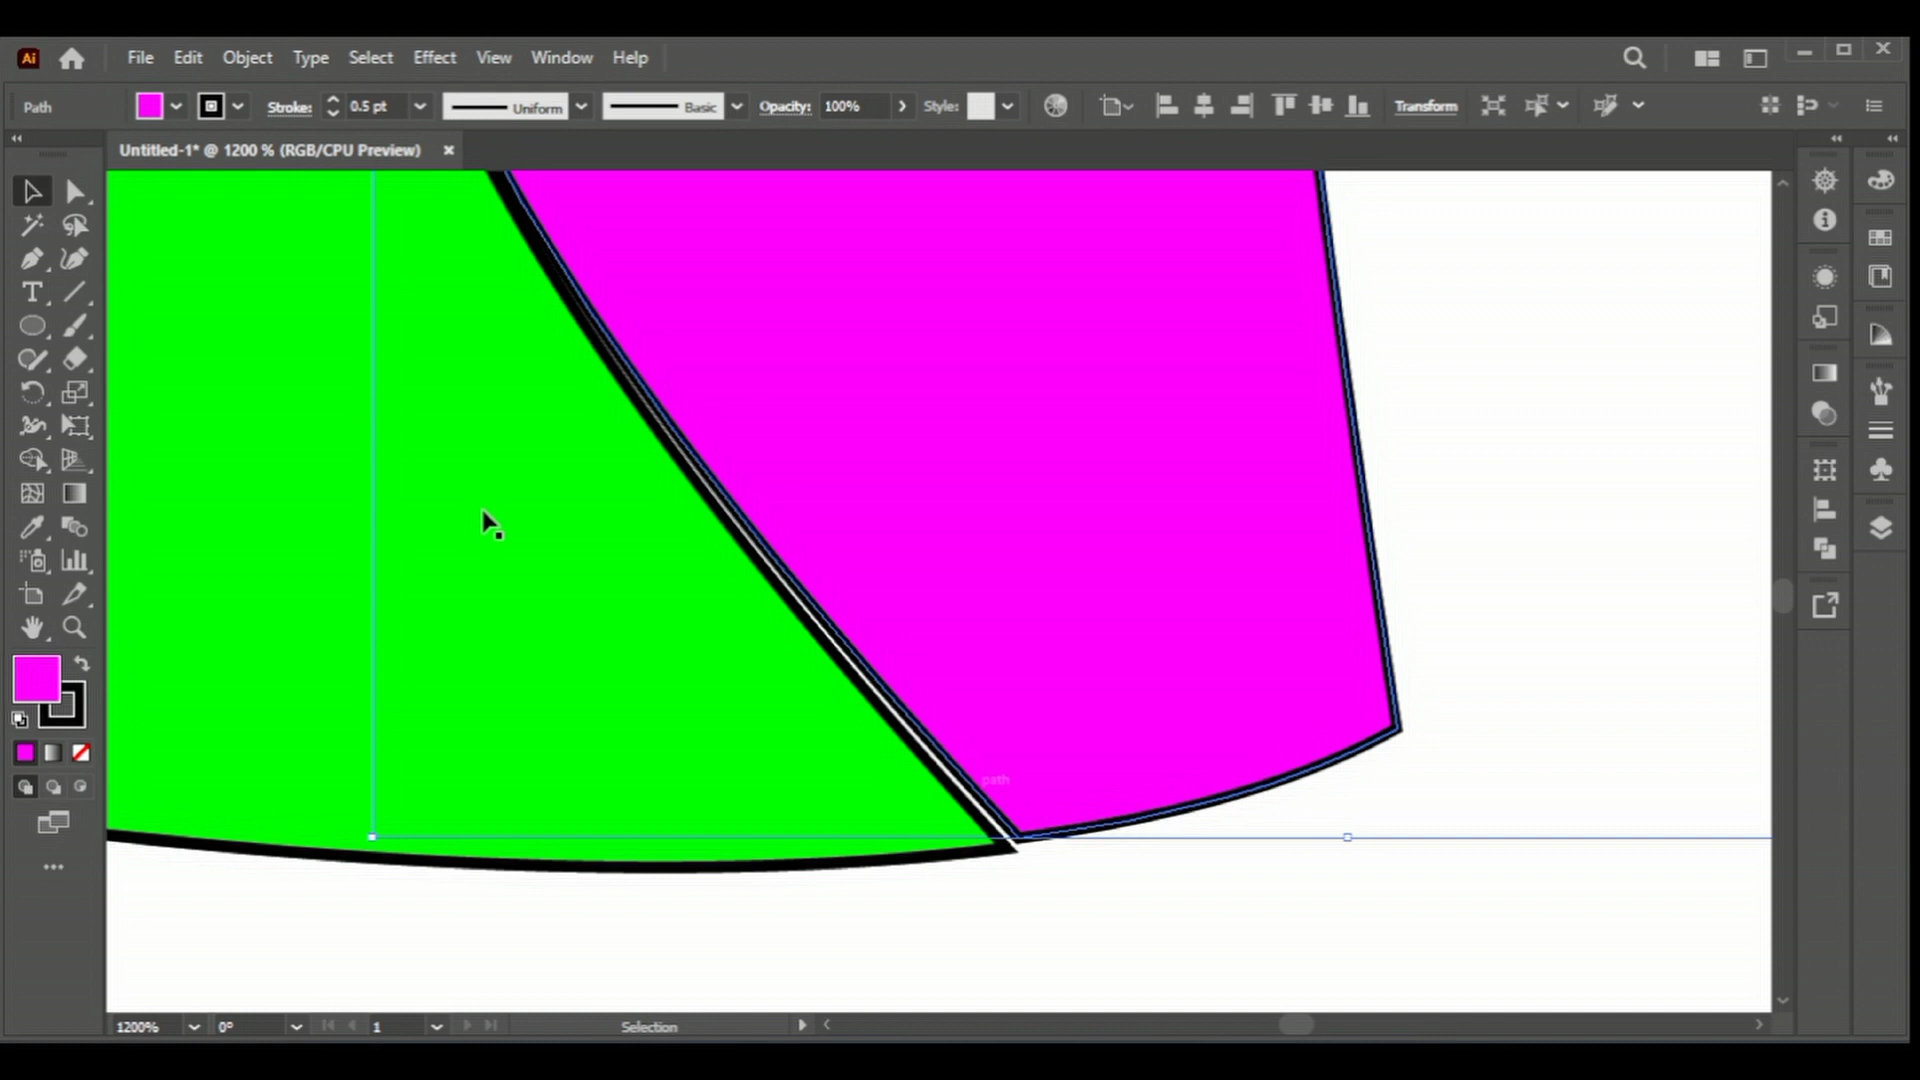 Ai File Edit Object Type Select Effect View Window Help
Path Stroke: 0.5 pt Uniform Basic Opacity: 100% Style: Transform
Untitled-1* @ 1200 % (RGB/CPU Preview)
path
1200% 0° 1 Selection